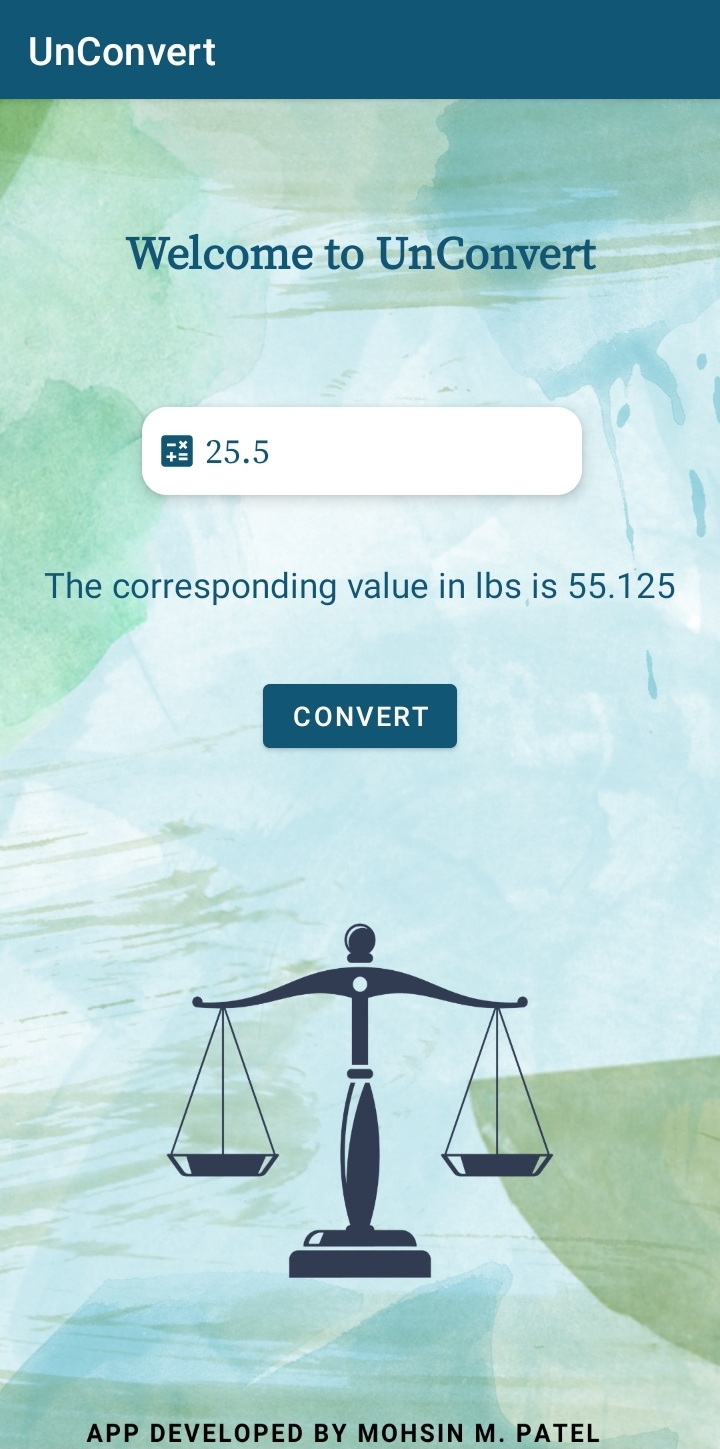 UnConvert
Welcome to UnConvert
25.5
The corresponding value in lbs is 55.125
CONVERT
APP DEVELOPED BY MOHSIN M. PATEL